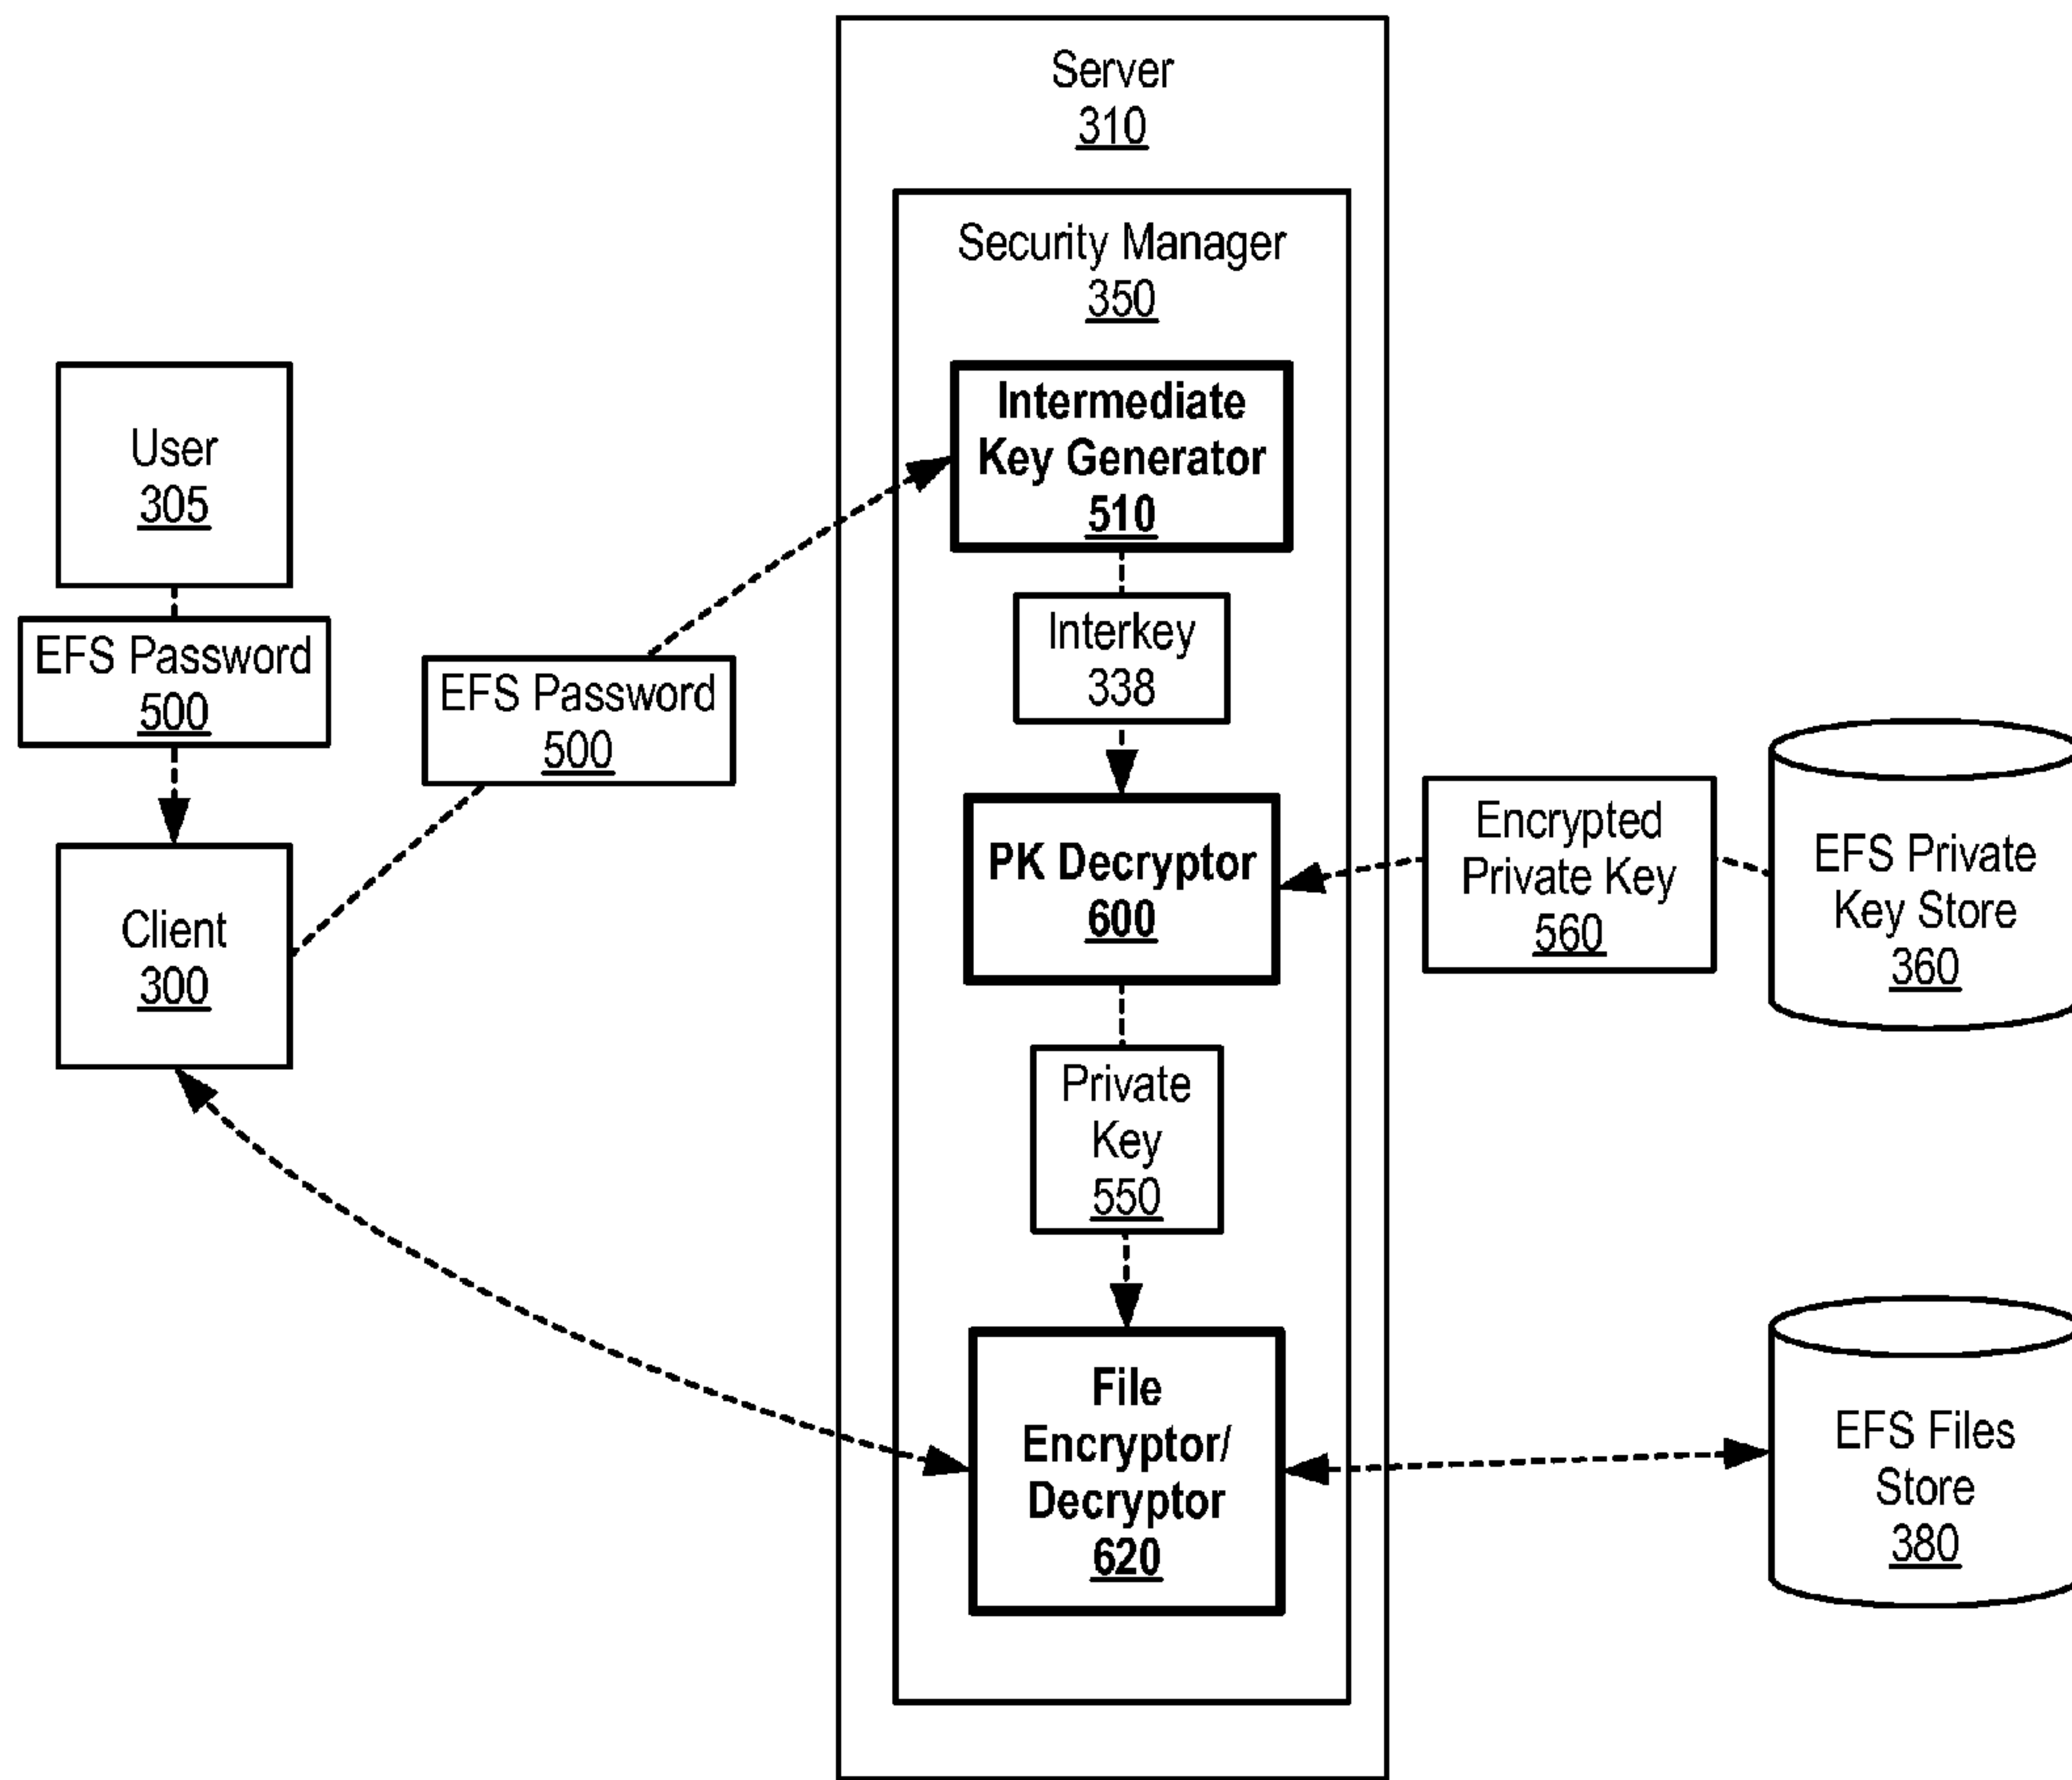 Server
310
Security Manager
350
User
305
EFS Password
500
Client
300
EFS Password
500
Intermediate
Key Generator
510
Interkey
338
PK Decryptor
600
Encrypted
Private Key
560
EFS Private
Key Store
360
Private
Key
550
File
Encryptor/
Decryptor
620
EFS Files
Store
380